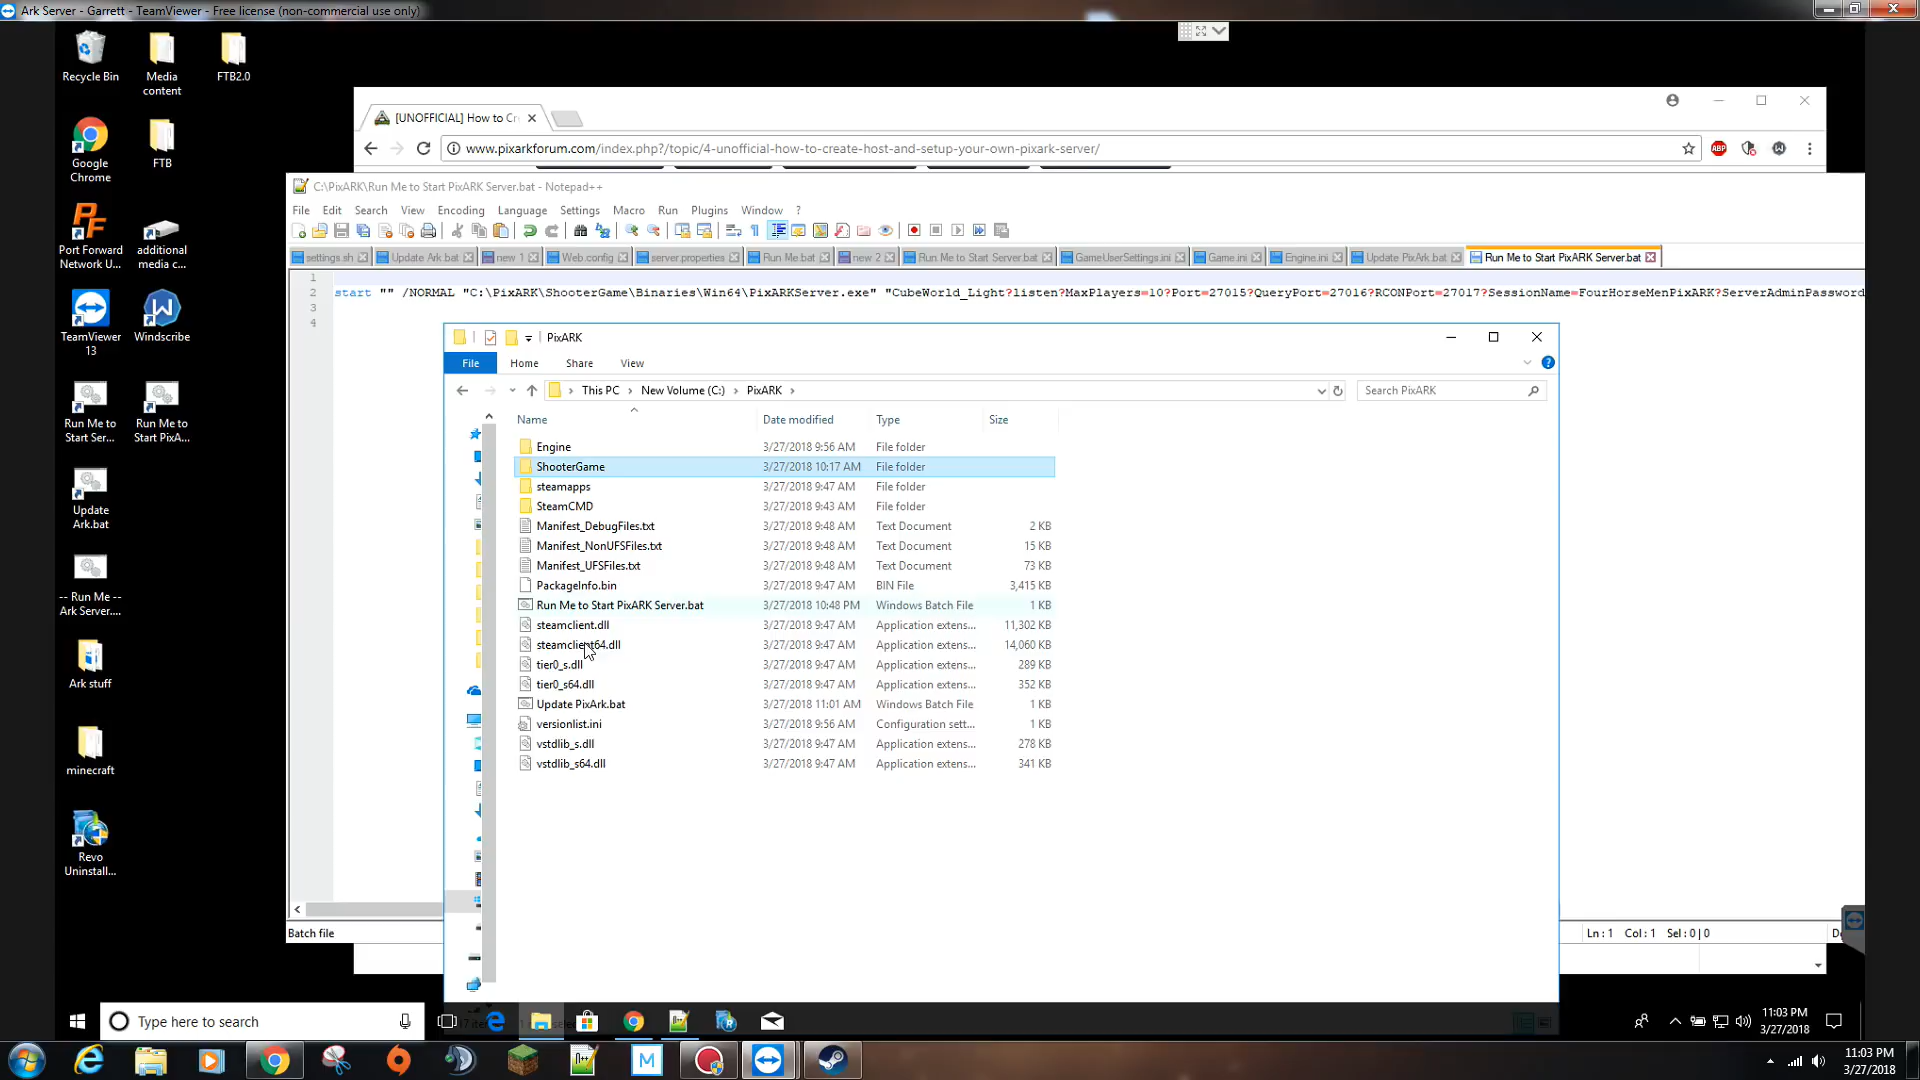 Ark Server - Garrett - TeamViewer - Free license (non-commercial use only)
Recycle Bin
Media content
FTB2.0
Google Chrome
FTB
Port Forward Network U...
additional media c...
TeamViewer 13
Windscribe
Run Me to Start Ser...
Run Me to Start PixA...
Update Ark.bat
-- Run Me -- Ark Server....
Ark stuff
minecraft
Revo Uninstall...
[UNOFFICIAL] How to Cr
www.pixarkforum.com/index.php?/topic/4-unofficial-how-to-create-host-and-setup-your-own-pixark-server/
ABP
C:\PixARK\Run Me to Start PixARK Server.bat - Notepad++
File Edit Search View Encoding Language Settings Macro Run Plugins Window ?
settings.sh Update Ark.bat new 1 Web.config server.properties Run Me.bat new 2 Run Me to Start Server.bat GameUserSettings.ini Game.ini Engine.ini Update PixArk.bat Run Me to Start PixARK Server.bat
1
2 start "" /NORMAL "C:\PixARK\ShooterGame\Binaries\Win64\PixARKServer.exe" "CubeWorld_Light?listen?MaxPlayers=10?Port=27015?QueryPort=27016?RCONPort=27017?SessionName=FourHorseMenPixARK?ServerAdminPassword
3
4
PixARK
File Home Share View
This PC New Volume (C:) PixARK
Search PixARK
Name Date modified Type Size
Engine 3/27/2018 9:56 AM File folder
ShooterGame 3/27/2018 10:17 AM File folder
steamapps 3/27/2018 9:47 AM File folder
SteamCMD 3/27/2018 9:43 AM File folder
Manifest_DebugFiles.txt 3/27/2018 9:48 AM Text Document 2 KB
Manifest_NonUFSFiles.txt 3/27/2018 9:48 AM Text Document 15 KB
Manifest_UFSFiles.txt 3/27/2018 9:48 AM Text Document 73 KB
PackageInfo.bin 3/27/2018 9:47 AM BIN File 3,415 KB
Run Me to Start PixARK Server.bat 3/27/2018 10:48 PM Windows Batch File 1 KB
steamclient.dll 3/27/2018 9:47 AM Application extens... 11,302 KB
steamclient64.dll 3/27/2018 9:47 AM Application extens... 14,060 KB
tier0_s.dll 3/27/2018 9:47 AM Application extens... 289 KB
tier0_s64.dll 3/27/2018 9:47 AM Application extens... 352 KB
Update PixArk.bat 3/27/2018 11:01 AM Windows Batch File 1 KB
versionlist.ini 3/27/2018 9:56 AM Configuration sett... 1 KB
vstdlib_s.dll 3/27/2018 9:47 AM Application extens... 278 KB
vstdlib_s64.dll 3/27/2018 9:47 AM Application extens... 341 KB
Batch file
Ln : 1 Col : 1 Sel : 0 | 0
Type here to search
11:03 PM
3/27/2018
11:03 PM
3/27/2018